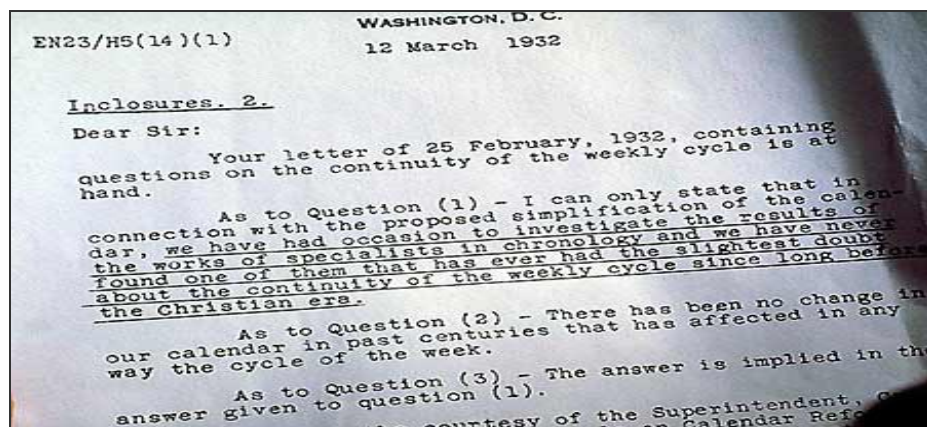 WASHINGTON, D. C.
EN23/H5(14)(1)
12 March 1932
Inclosures. 2.
Dear Sir:
Your letter of 25 February, 1932, containing
questions on the continuity of the weekly cycle is at
hand.
As to Question (1) - I can only state that in
connection with the proposed simplification of the calen-
dar, we have had occasion to investigate the results of
the works of specialists in chronology and we have never
found one of them that has ever had the slightest doubt
about the continuity of the weekly cycle since long before
the Christian era.
As to Question (2) - There has been no change in
our calendar in past centuries that has affected in any
way the cycle of the week.
As to Question (3) - The answer is implied in the
answer given to question (1).
courtesy of the Superintendent,
Calendar